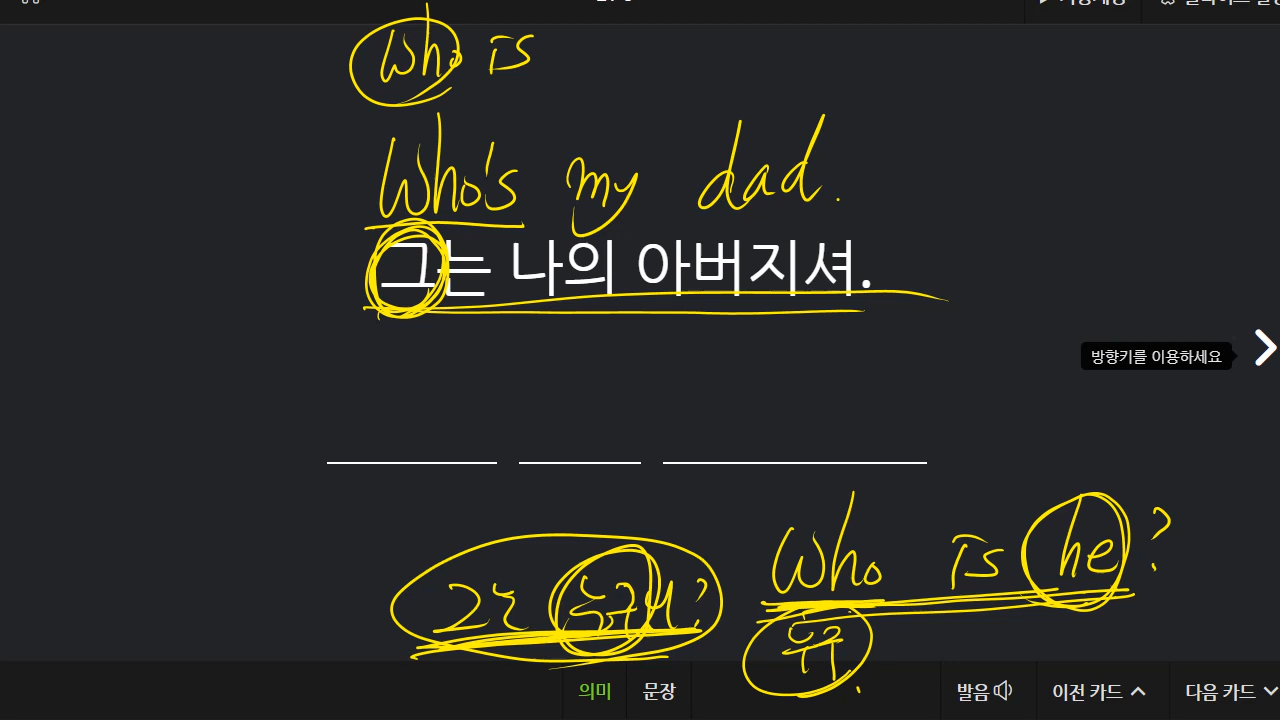 Who is
Who's my dad.
그는 나의 아버지셔.
방향키를 이용하세요
Who is he?
그는 누구니?
누구
의미 문장 발음 이전 카드 다음 카드